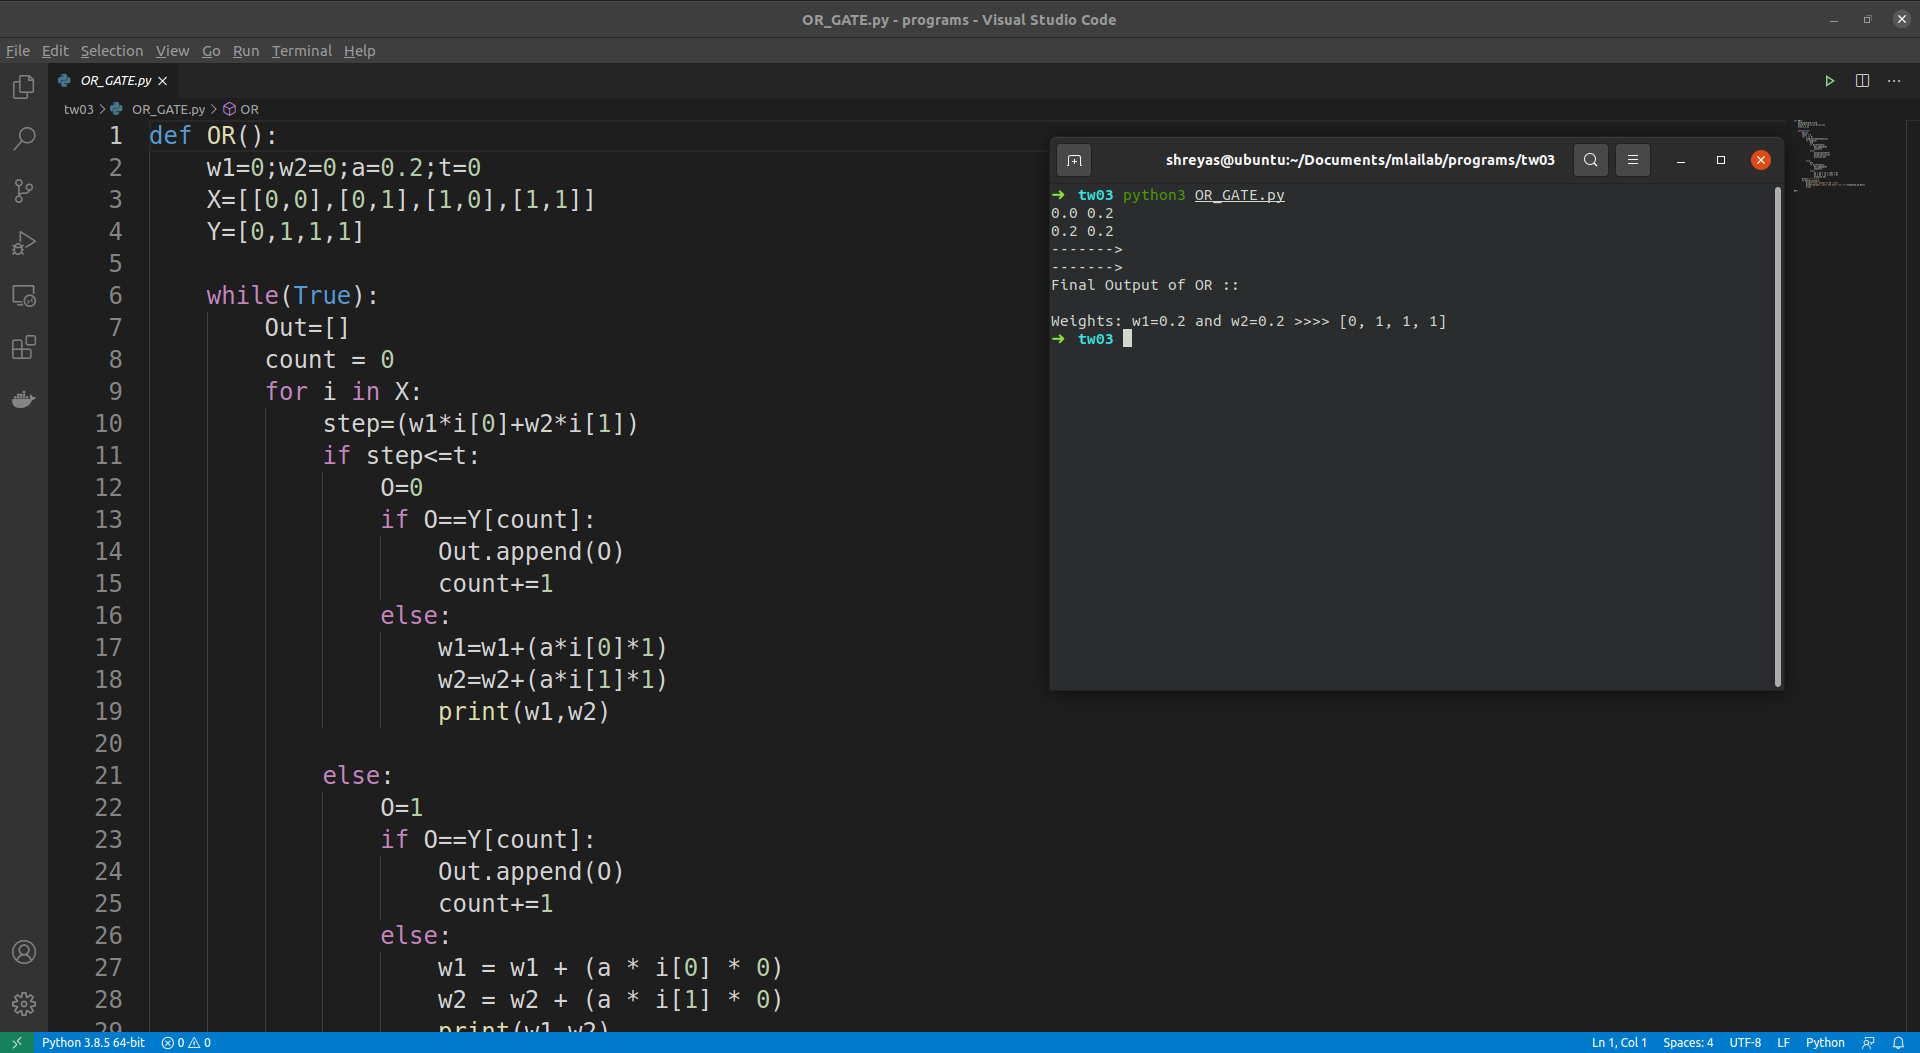 OR_GATE.py - programs - Visual Studio Code
File Edit Selection View Go Run Terminal Help
OR_GATE.py
tw03 > OR_GATE.py > OR
1 def OR():
2 w1=0;w2=0;a=0.2;t=0
3 X=[[0,0],[0,1],[1,0],[1,1]]
4 Y=[0,1,1,1]
5
6 while(True):
7 Out=[]
8 count = 0
9 for i in X:
10 step=(w1*i[0]+w2*i[1])
11 if step<=t:
12 O=0
13 if O==Y[count]:
14 Out.append(O)
15 count+=1
16 else:
17 w1=w1+(a*i[0]*1)
18 w2=w2+(a*i[1]*1)
19 print(w1,w2)
20
21 else:
22 O=1
23 if O==Y[count]:
24 Out.append(O)
25 count+=1
26 else:
27 w1 = w1 + (a * i[0] * 0)
28 w2 = w2 + (a * i[1] * 0)
29 print(w1,w2)
shreyas@ubuntu:~/Documents/mlailab/programs/tw03
➜ tw03 python3 OR_GATE.py
0.0 0.2
0.2 0.2
------->
------->
Final Output of OR ::
Weights: w1=0.2 and w2=0.2 >>>> [0, 1, 1, 1]
➜ tw03
Python 3.8.5 64-bit 0 0 Ln 1, Col 1 Spaces: 4 UTF-8 LF Python